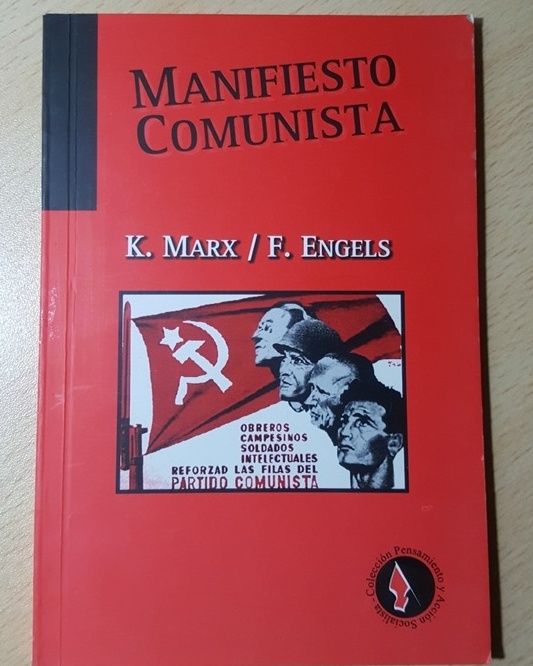 MANIFIESTO
COMUNISTA
K. MARX / F. ENGELS
OBREROS
CAMPESINOS
SOLDADOS
INTELECTUALES
REFORZAD LAS FILAS DEL
PARTIDO COMUNISTA
Colección Pensamiento y Acción Socialista -